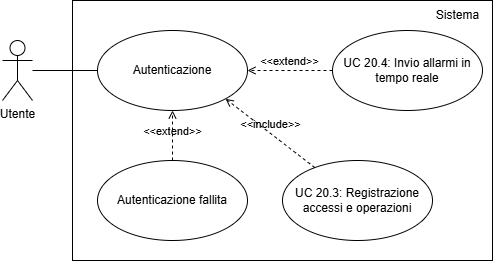 Sistema
Autenticazione
<<extend>>
UC 20.4: Invio allarmi in
tempo reale
Utente
<<extend>>
<<include>>
Autenticazione fallita
UC 20.3: Registrazione
accessi e operazioni